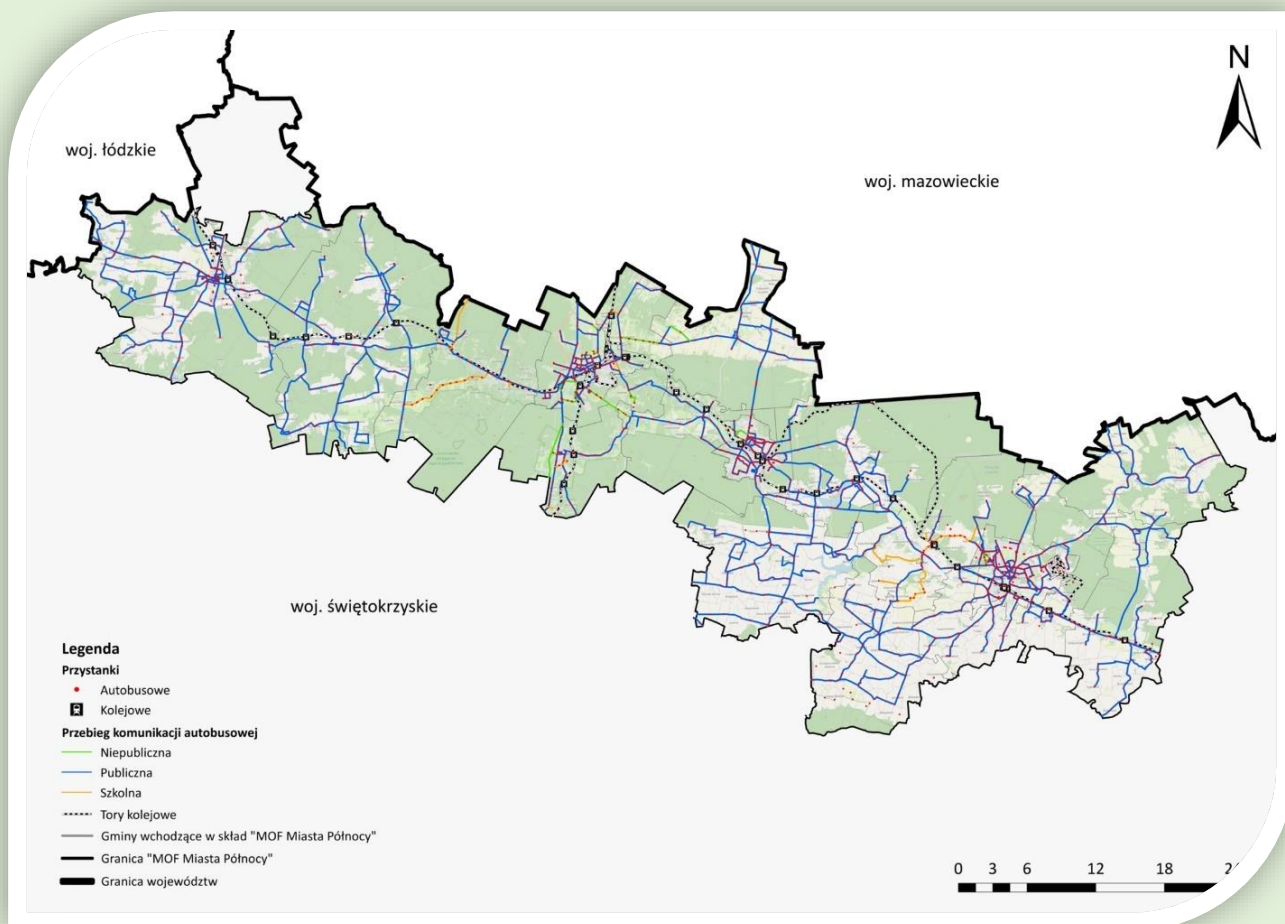 N
woj. łódzkie
woj. mazowieckie
woj. świętokrzyskie
Legenda
Przystanki
Autobusowe
Kolejowe
Przebieg komunikacji autobusowej
Niepubliczna
Publiczna
Szkolna
Tory kolejowe
Gminy wchodzące w skład "MOF Miasta Północy"
Granica "MOF Miasta Północy"
Granica województw
0 3 6 12 18